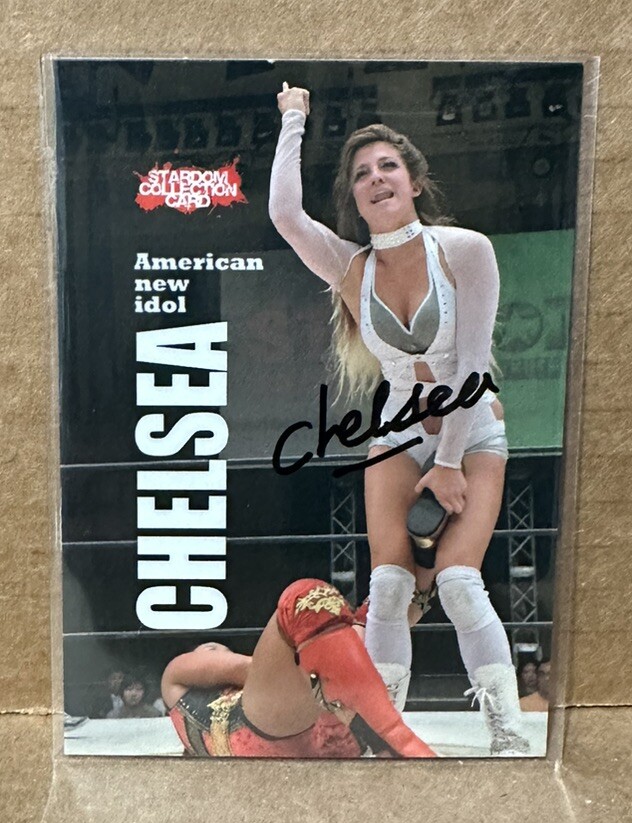 STARDOM
COLLECTION
CARD
American
new
idol
CHELSEA
Chelsea